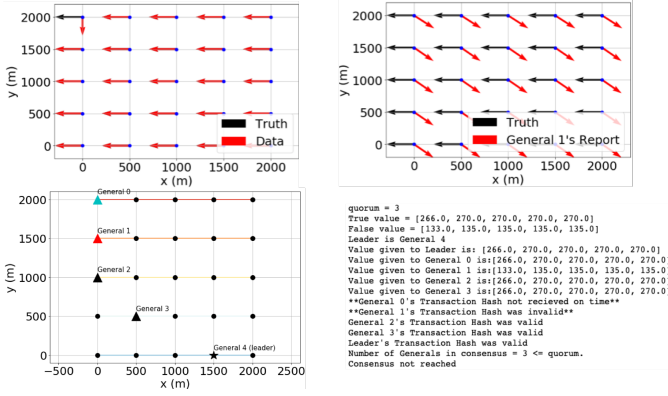 2000
1500
1000
500
0
y (m)
0 500 1000 1500 2000
x (m)
Truth
Data
2000
1500
1000
500
0
y (m)
0 500 1000 1500 2000
x (m)
Truth
General 1's Report
2000
1500
1000
500
0
y (m)
−500 0 500 1000 1500 2000 2500
x (m)
General 0
General 1
General 2
General 3
General 4 (leader)
quorum = 3
True value = [266.0, 270.0, 270.0, 270.0, 270.0]
False value = [133.0, 135.0, 135.0, 135.0, 135.0]
Leader is General 4
Value given to Leader is: [266.0, 270.0, 270.0, 270.0, 270.0]
Value given to General 0 is:[266.0, 270.0, 270.0, 270.0, 270.0]
Value given to General 1 is:[133.0, 135.0, 135.0, 135.0, 135.0]
Value given to General 2 is:[266.0, 270.0, 270.0, 270.0, 270.0]
Value given to General 3 is:[266.0, 270.0, 270.0, 270.0, 270.0]
**General 0's Transaction Hash not recieved on time**
**General 1's Transaction Hash was invalid**
General 2's Transaction Hash was valid
General 3's Transaction Hash was valid
Leader's Transaction Hash was valid
Number of Generals in consensus = 3 <= quorum.
Consensus not reached